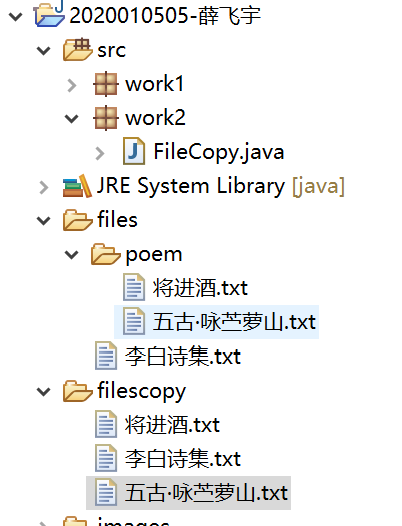 2020010505-薛飞宇
src
work1
work2
FileCopy.java
JRE System Library [java]
files
poem
将进酒.txt
五古·咏苎萝山.txt
李白诗集.txt
filescopy
将进酒.txt
李白诗集.txt
五古·咏苎萝山.txt
images